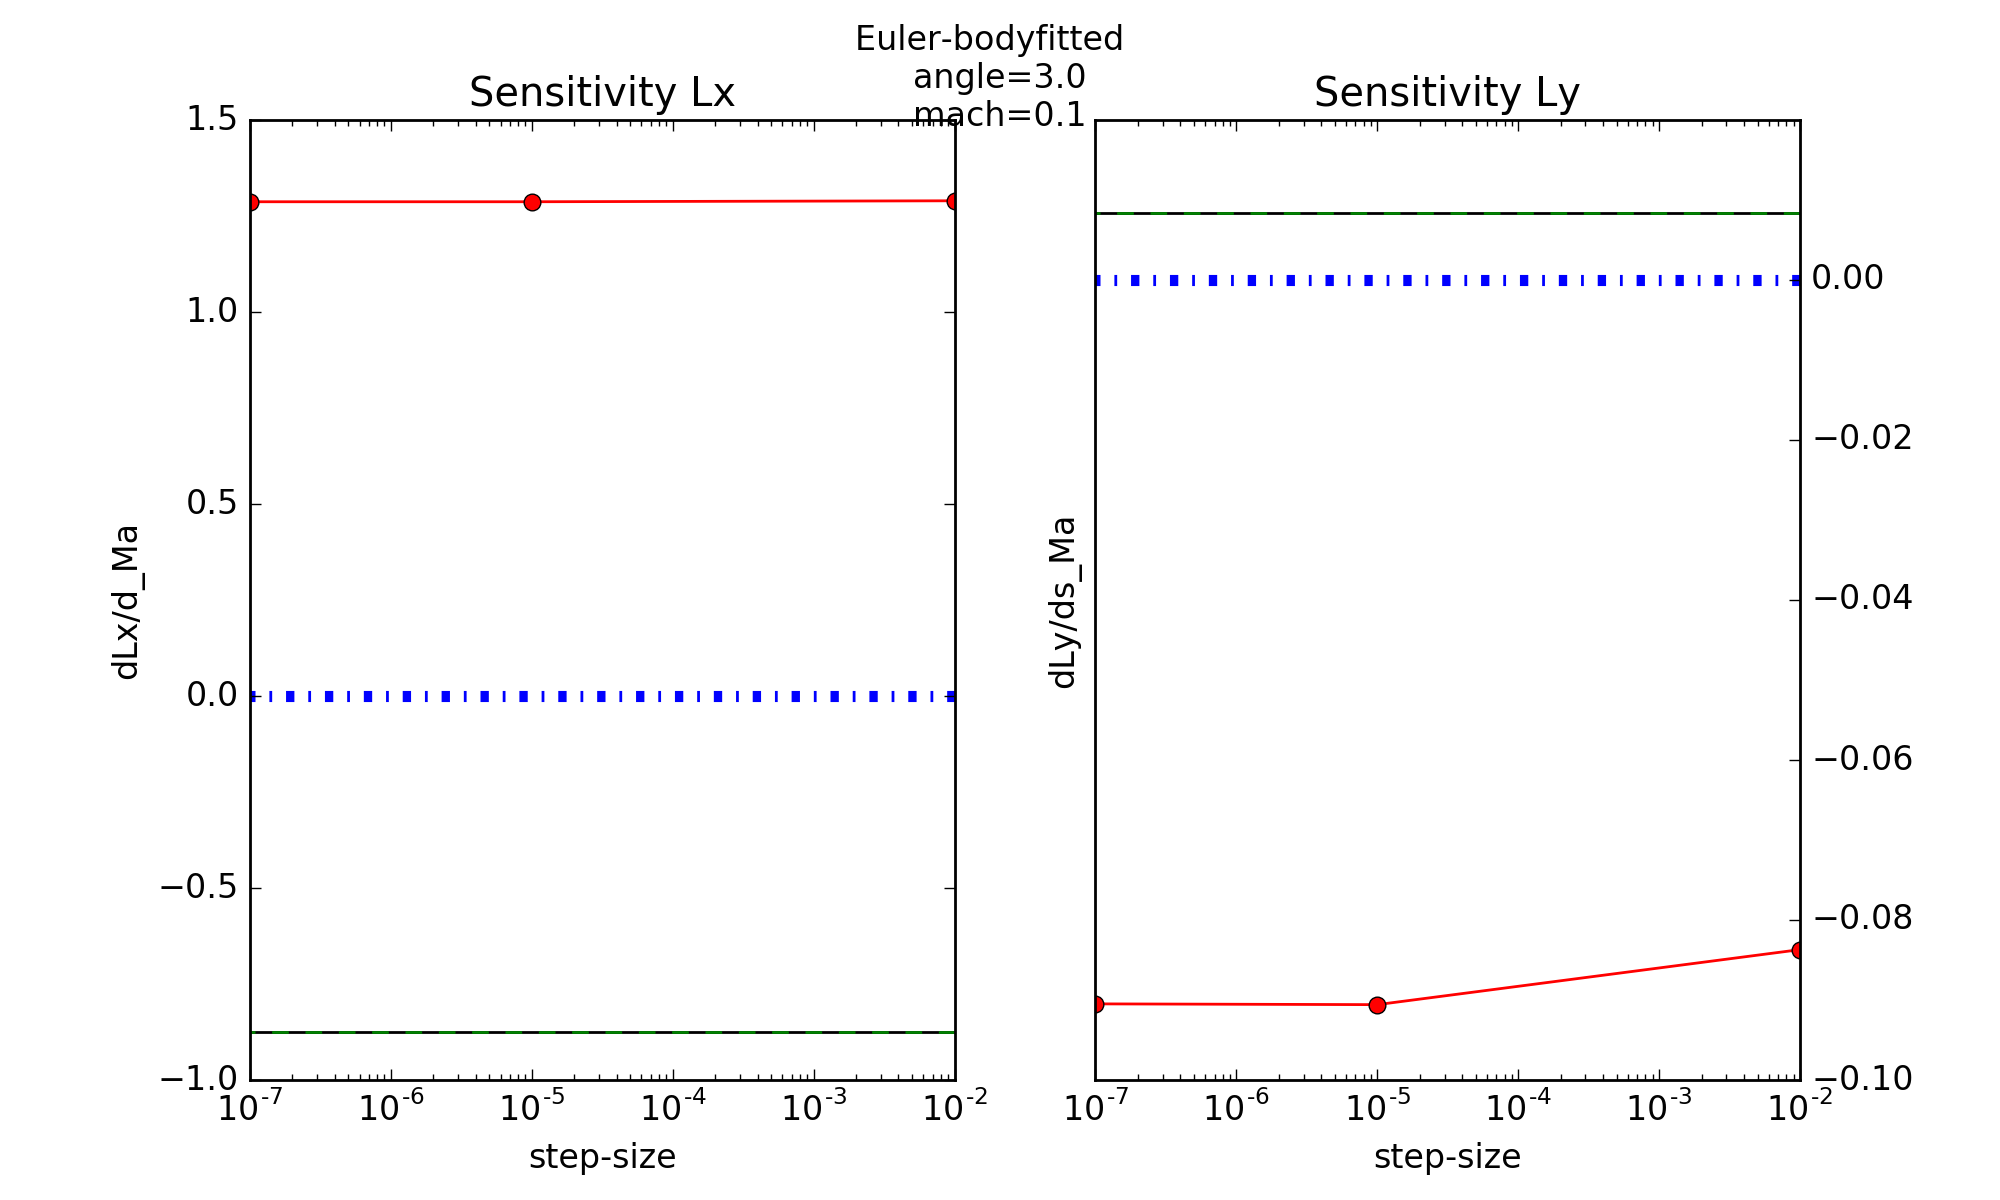 Euler-bodyfitted
angle=3.0
mach=0.1
Sensitivity Lx
1.5
1.0
0.5
0.0
−0.5
−1.0
dLx/d_Ma
10^-7 10^-6 10^-5 10^-4 10^-3 10^-2
step-size
Sensitivity Ly
dLy/ds_Ma
0.00
−0.02
−0.04
−0.06
−0.08
−0.10
10^-7 10^-6 10^-5 10^-4 10^-3 10^-2
step-size